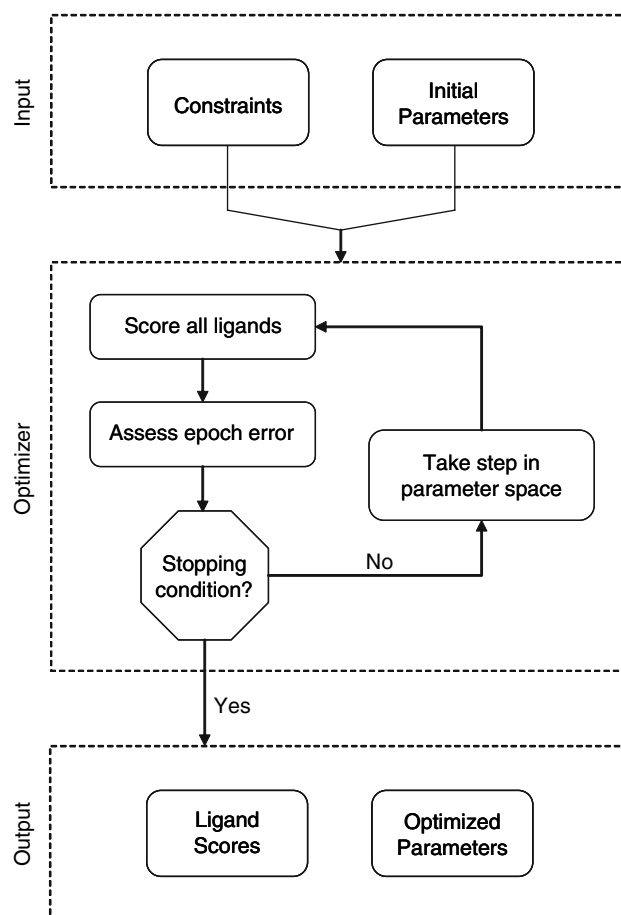 Input
Constraints
Initial
Parameters
Optimizer
Score all ligands
Assess epoch error
Take step in
parameter space
Stopping
condition?
No
Yes
Output
Ligand
Scores
Optimized
Parameters